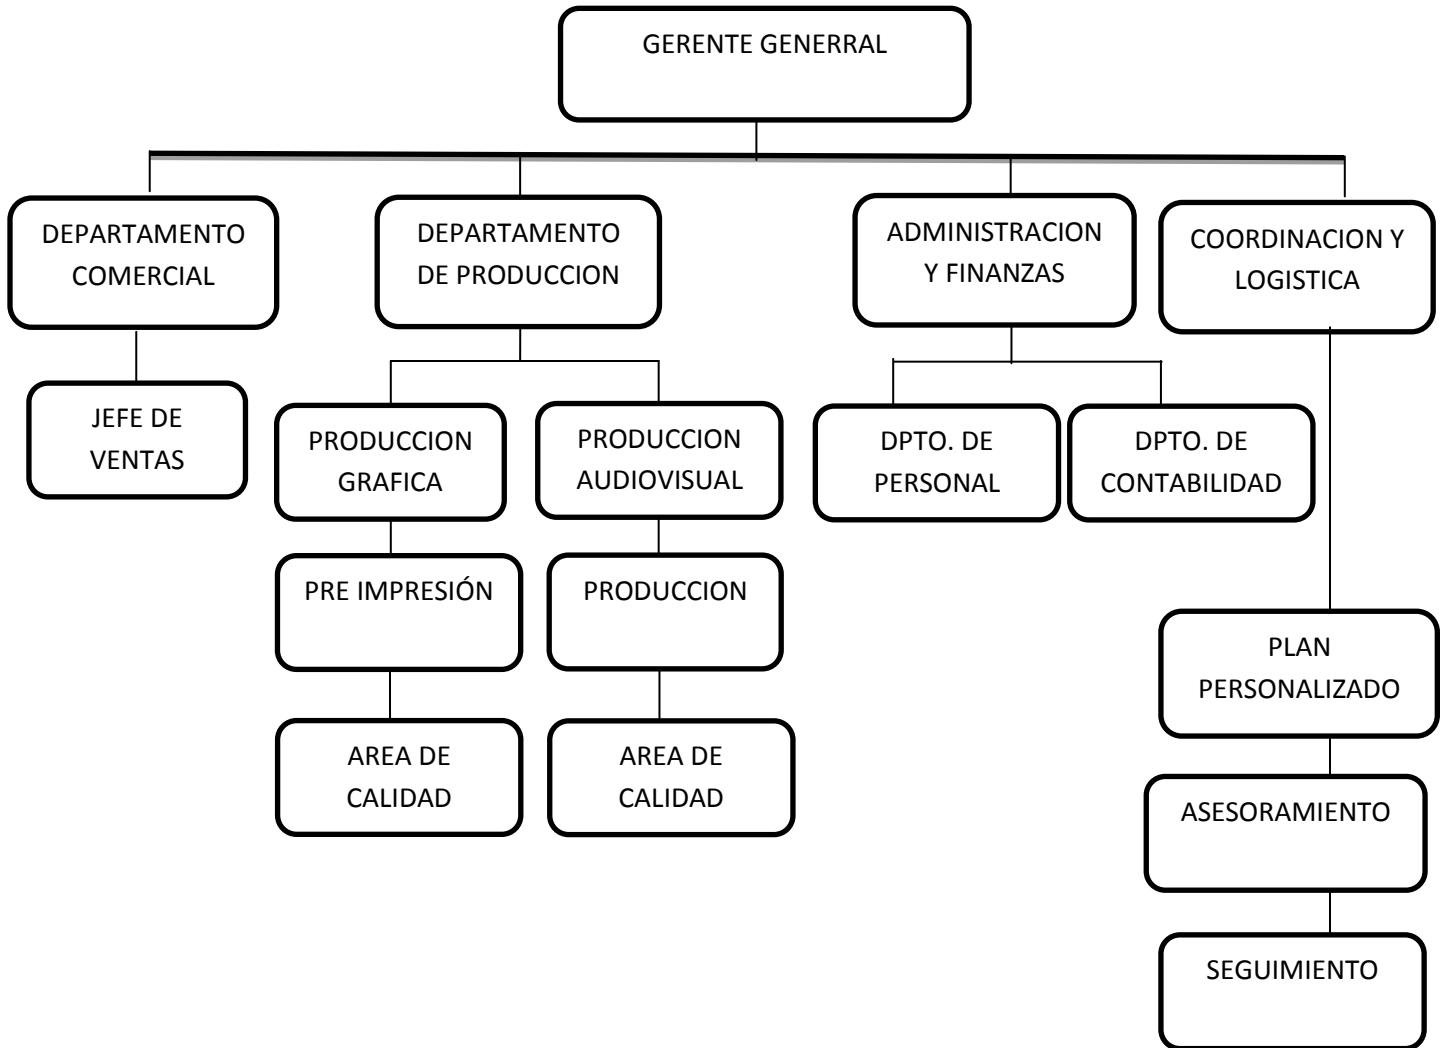 GERENTE GENERRAL
DEPARTAMENTO
COMERCIAL
DEPARTAMENTO
DE PRODUCCION
ADMINISTRACION
Y FINANZAS
COORDINACION Y
LOGISTICA
JEFE DE
VENTAS
PRODUCCION
GRAFICA
PRODUCCION
AUDIOVISUAL
DPTO. DE
PERSONAL
DPTO. DE
CONTABILIDAD
PRE IMPRESIÓN
PRODUCCION
PLAN
PERSONALIZADO
AREA DE
CALIDAD
AREA DE
CALIDAD
ASESORAMIENTO
SEGUIMIENTO